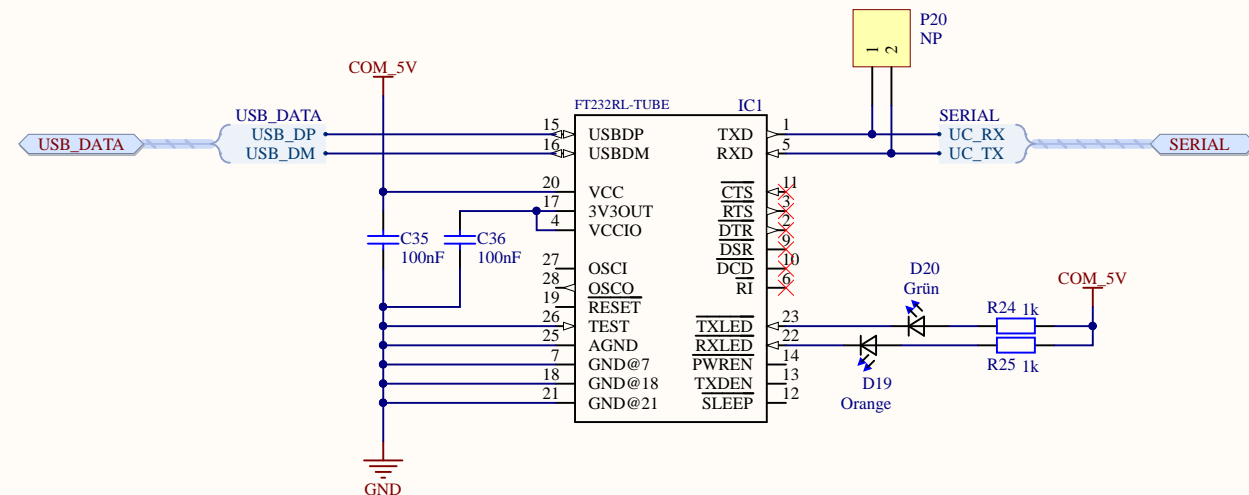 P20
NP
1
2
COM_5V
FT232RL-TUBE
IC1
USB_DATA
USB_DATA
USB_DP
USB_DM
15
USBDP
16
USBDM
20
VCC
17
3V3OUT
4
VCCIO
27
OSCI
28
OSCO
19
RESET
26
TEST
25
AGND
7
GND@7
18
GND@18
21
GND@21
TXD
1
RXD
5
CTS
11
RTS
3
DTR
2
DSR
9
DCD
10
RI
6
TXLED
23
RXLED
22
PWREN
14
TXDEN
13
SLEEP
12
SERIAL
UC_RX
UC_TX
SERIAL
C35
100nF
C36
100nF
D20
Grün
COM_5V
R24 1k
R25 1k
D19
Orange
GND